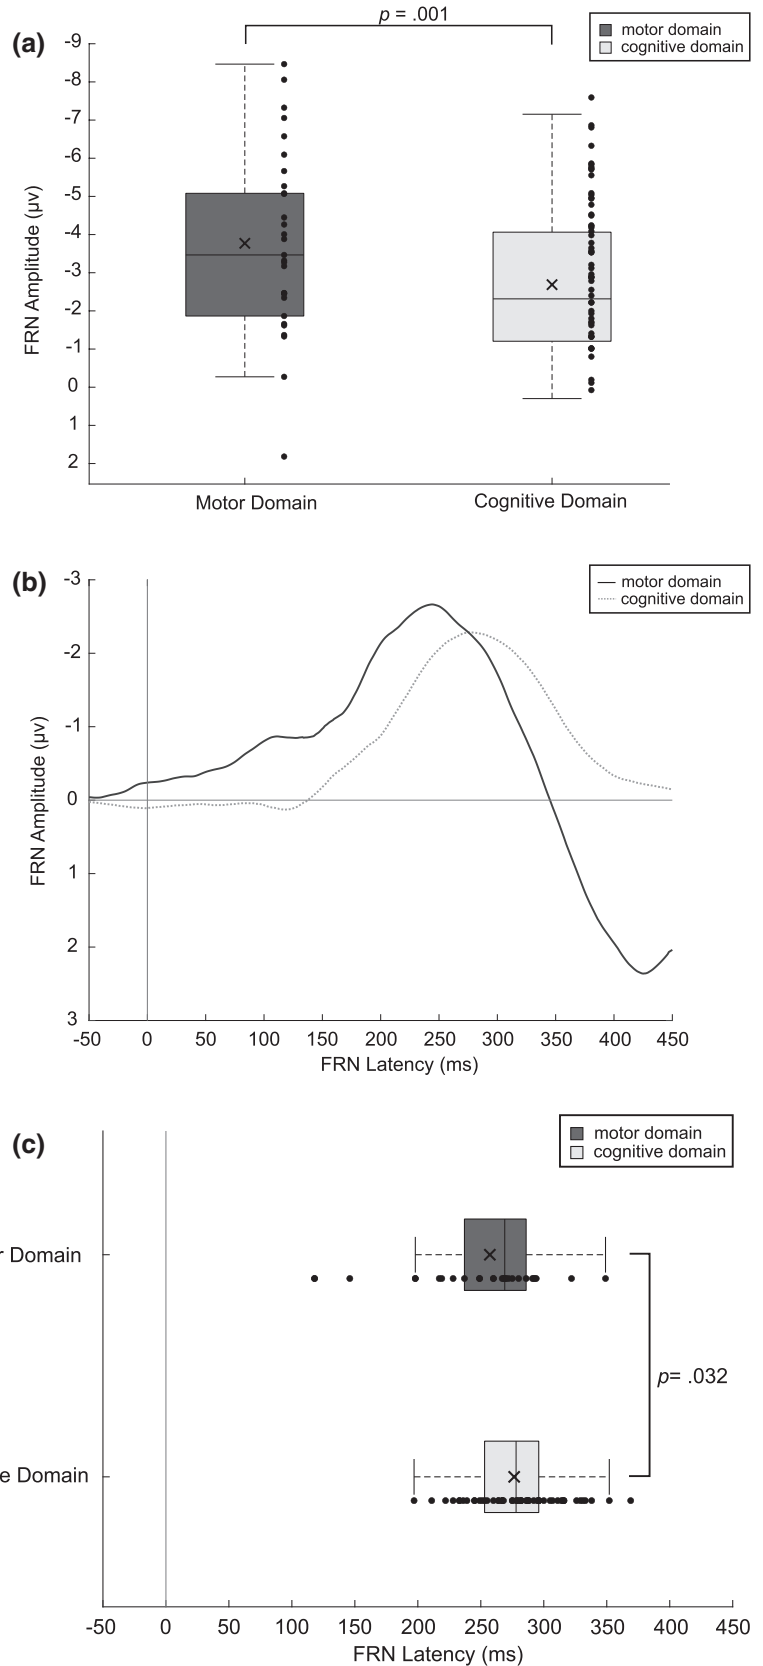 (a)
p = .001
motor domain
cognitive domain
FRN Amplitude (μv)
-9
-8
-7
-6
-5
-4
-3
-2
-1
0
1
2
Motor Domain
Cognitive Domain
(b)
motor domain
cognitive domain
FRN Amplitude (μv)
-3
-2
-1
0
1
2
3
-50 0 50 100 150 200 250 300 350 400 450
FRN Latency (ms)
(c)
motor domain
cognitive domain
r Domain
p= .032
e Domain
-50 0 50 100 150 200 250 300 350 400 450
FRN Latency (ms)